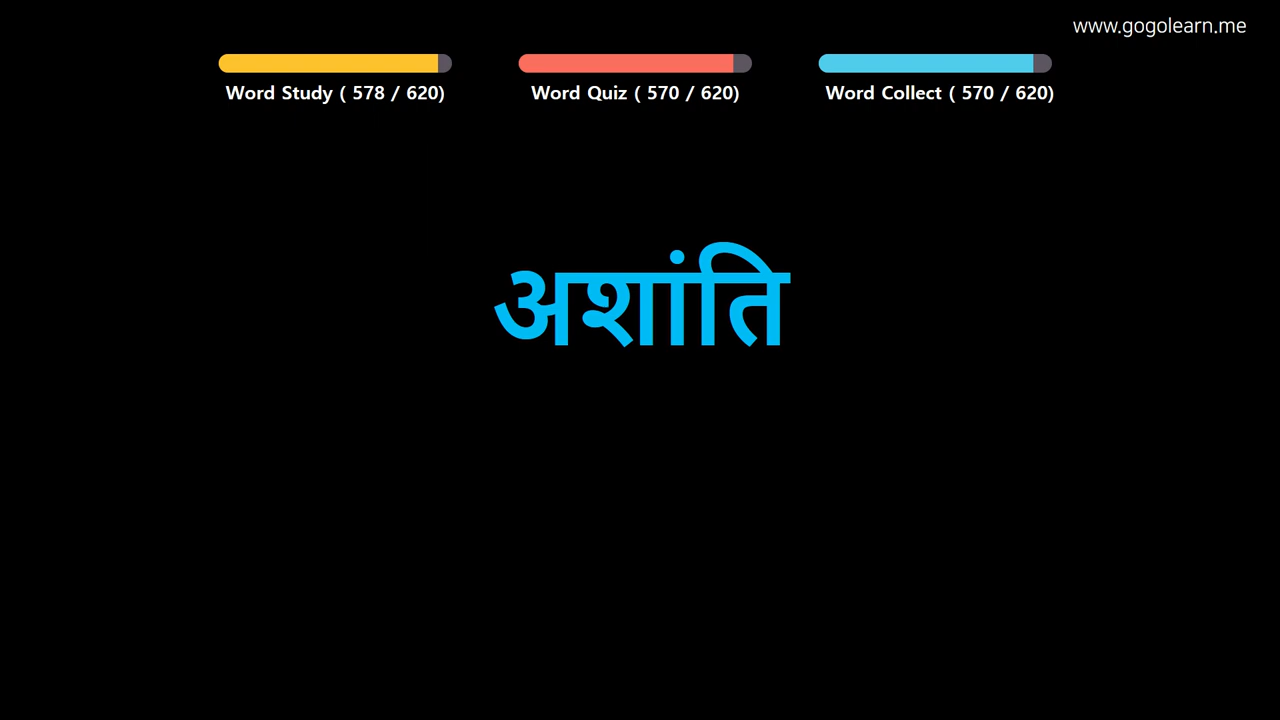 www.gogolearn.me
Word Study ( 578 / 620)
Word Quiz ( 570 / 620)
Word Collect ( 570 / 620)
अशांति